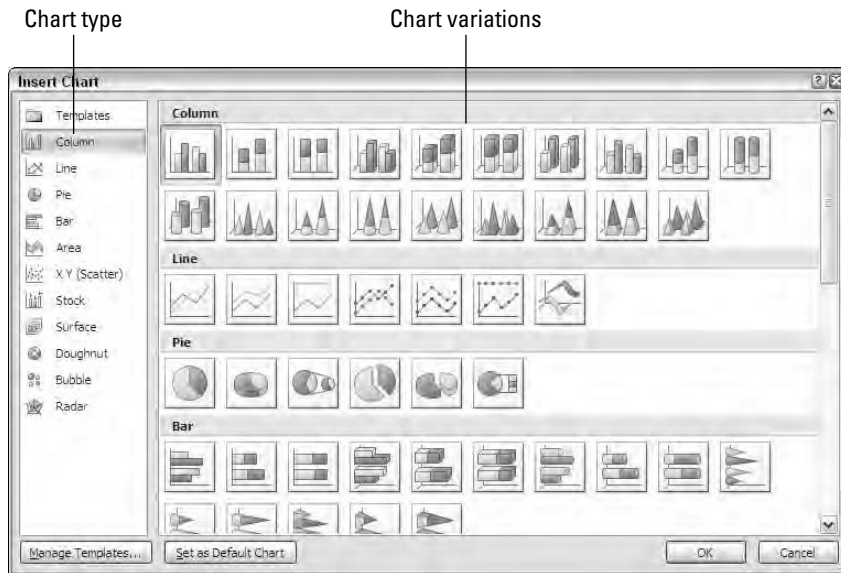 Chart type
Chart variations
Insert Chart
Templates
Column
Line
Pie
Bar
Area
X Y (Scatter)
Stock
Surface
Doughnut
Bubble
Radar
Column
Line
Pie
Bar
Manage Templates...
Set as Default Chart
OK
Cancel